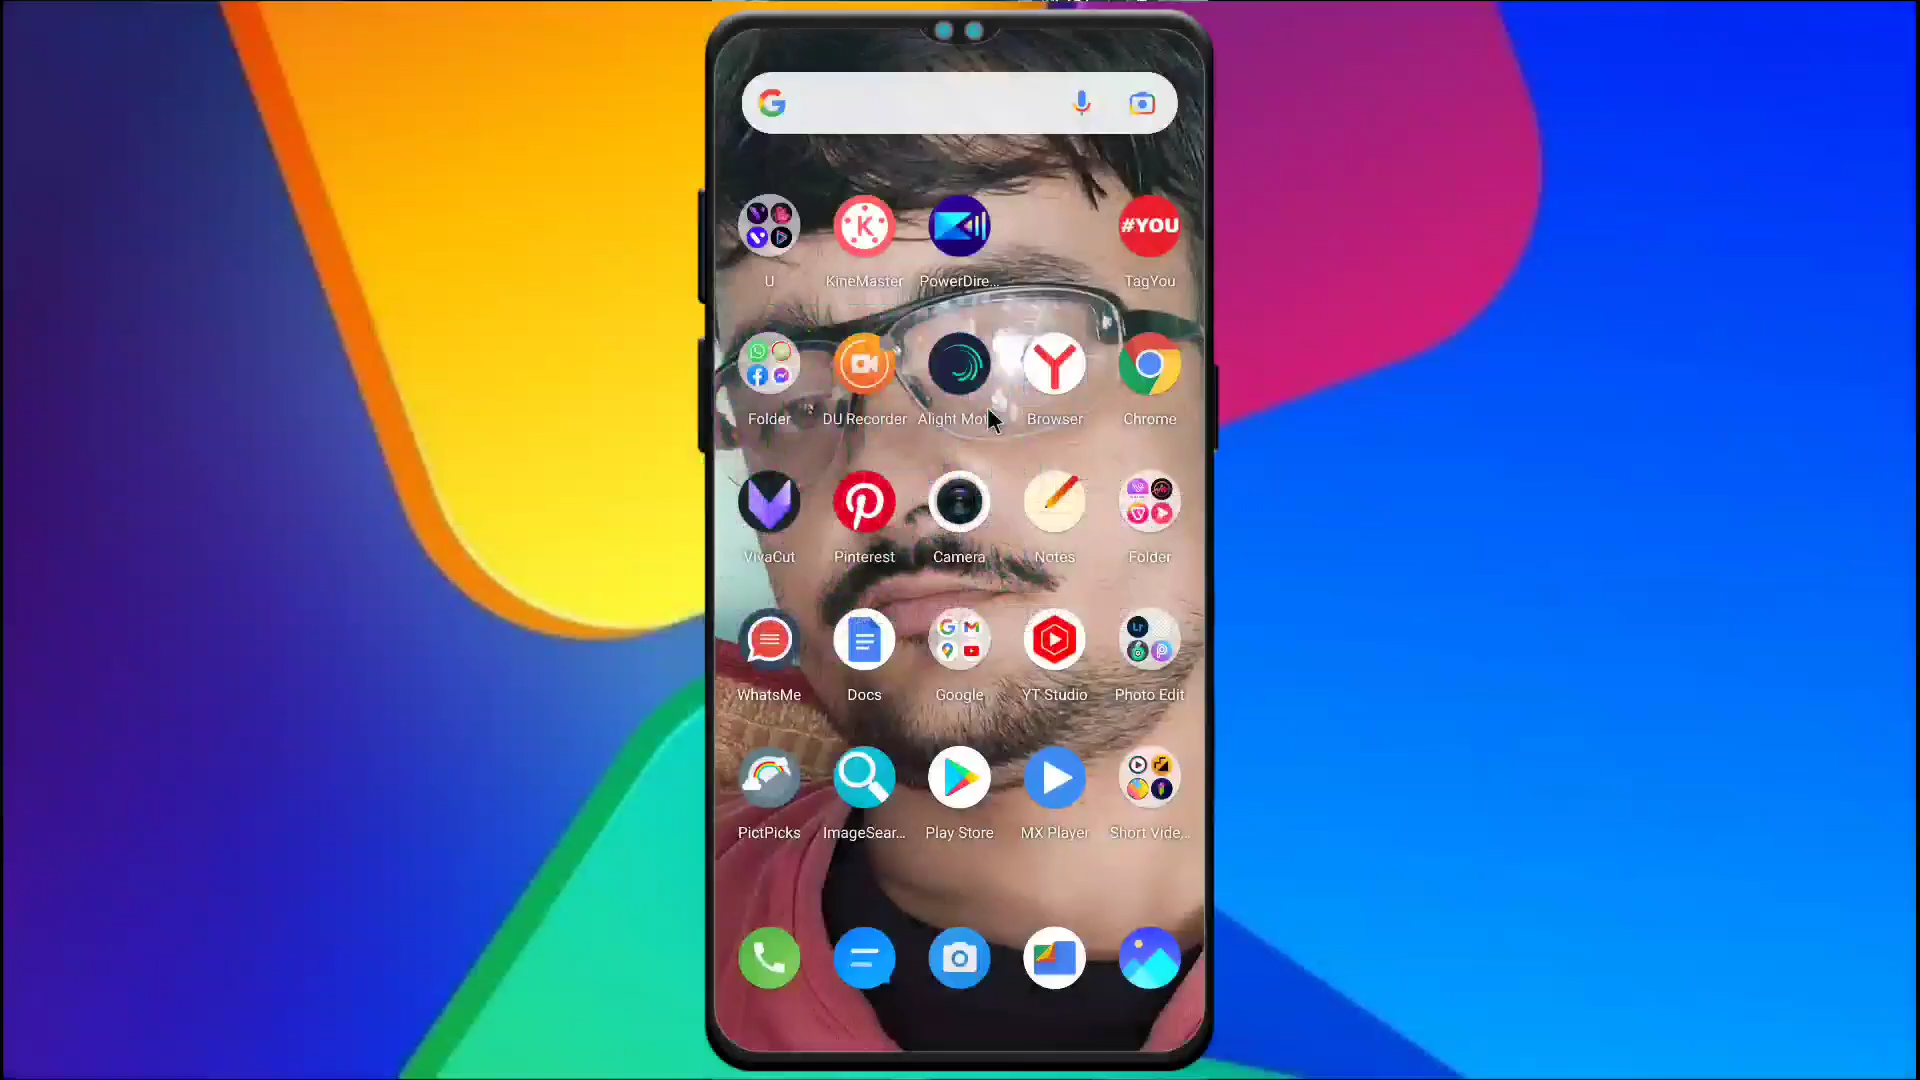 U KineMaster PowerDire... TagYou
#YOU
Folder DU Recorder Alight Mot Browser Chrome
VivaCut Pinterest Camera Notes Folder
WhatsMe Docs Google YT Studio Photo Edit
PictPicks ImageSear... Play Store MX Player Short Vide...